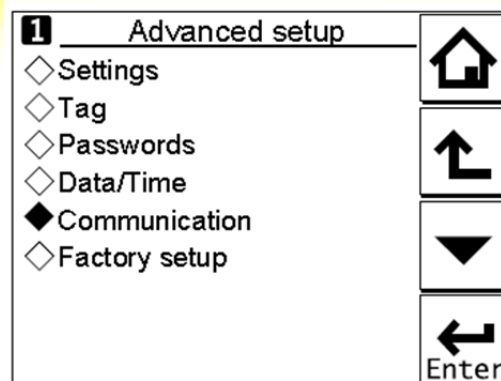 1 Advanced setup
Settings
Tag
Passwords
Data/Time
Communication
Factory setup
Enter